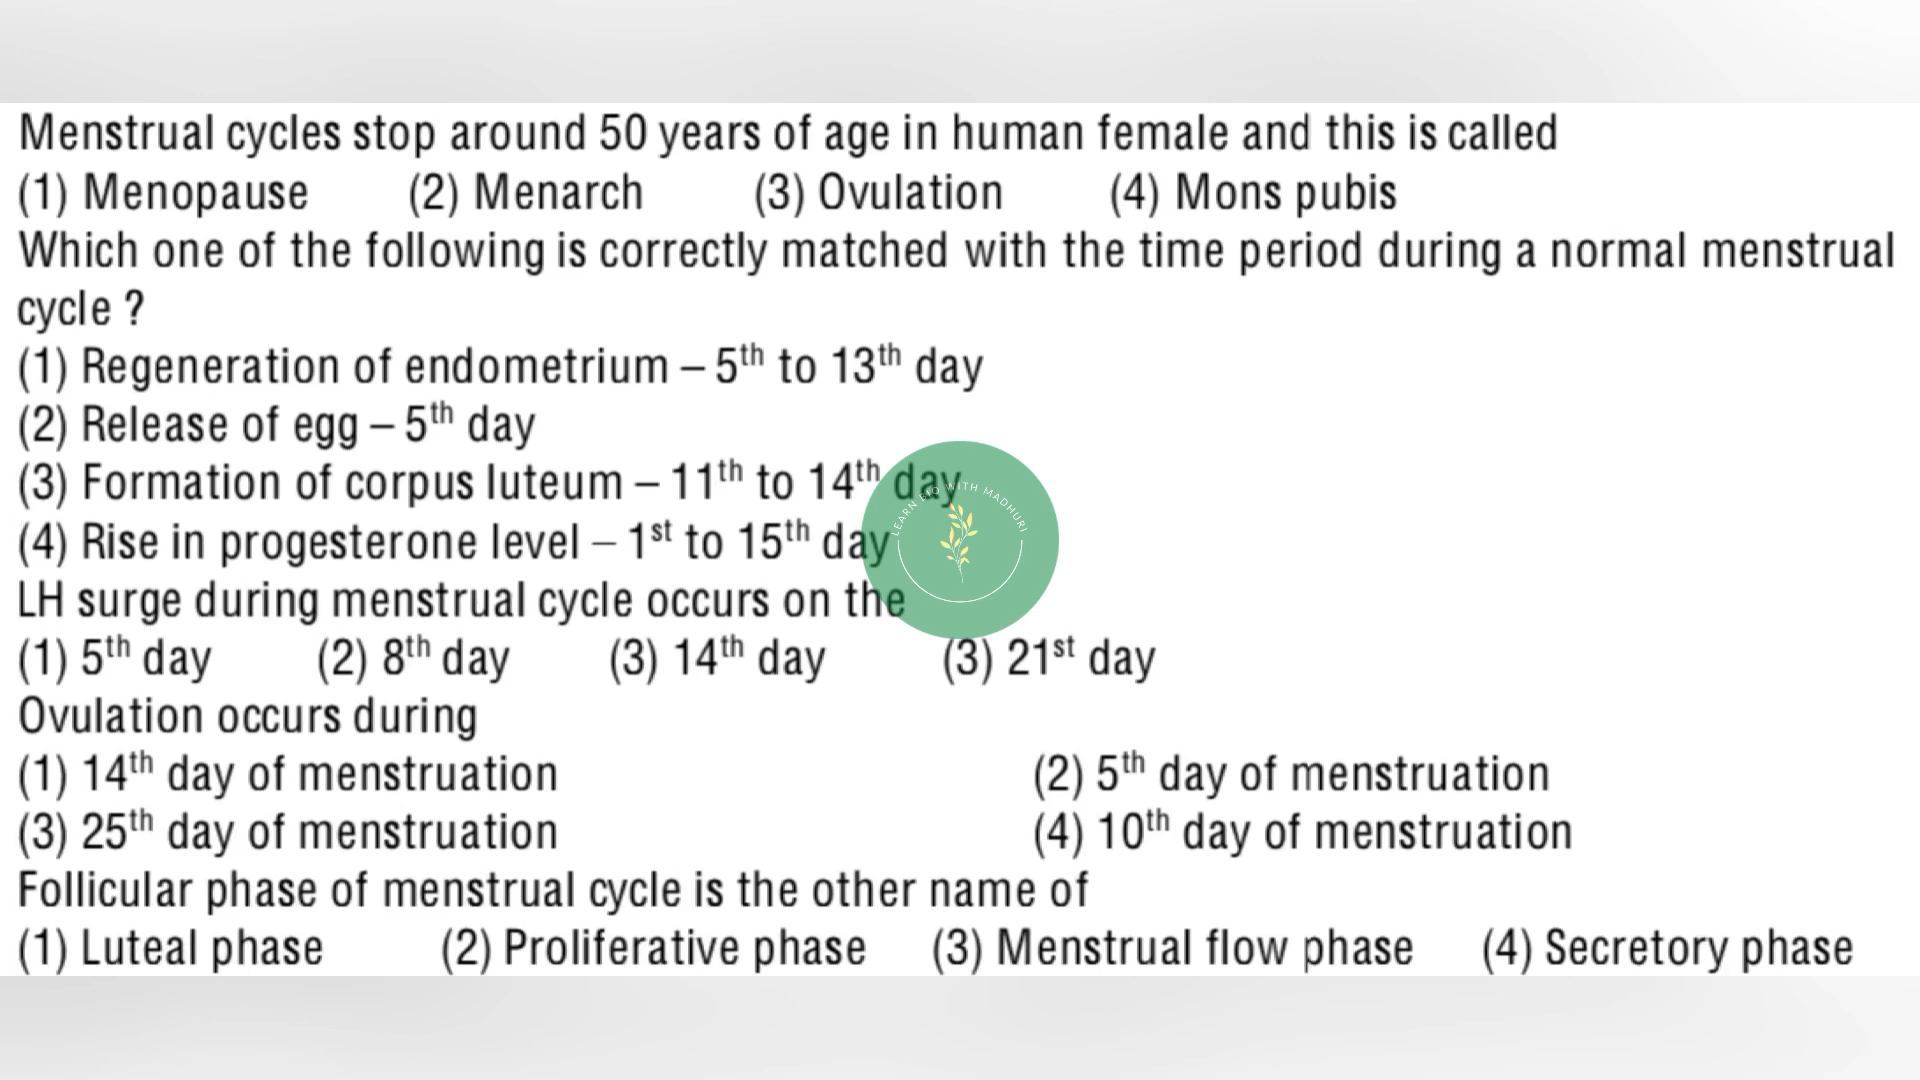 Menstrual cycles stop around 50 years of age in human female and this is called
(1) Menopause (2) Menarch (3) Ovulation (4) Mons pubis
Which one of the following is correctly matched with the time period during a normal menstrual
cycle ?
(1) Regeneration of endometrium – 5th to 13th day
(2) Release of egg – 5th day
(3) Formation of corpus luteum – 11th to 14th day
(4) Rise in progesterone level – 1st to 15th day
LEARN BIO WITH MADHURI
LH surge during menstrual cycle occurs on the
(1) 5th day (2) 8th day (3) 14th day (3) 21st day
Ovulation occurs during
(1) 14th day of menstruation (2) 5th day of menstruation
(3) 25th day of menstruation (4) 10th day of menstruation
Follicular phase of menstrual cycle is the other name of
(1) Luteal phase (2) Proliferative phase (3) Menstrual flow phase (4) Secretory phase